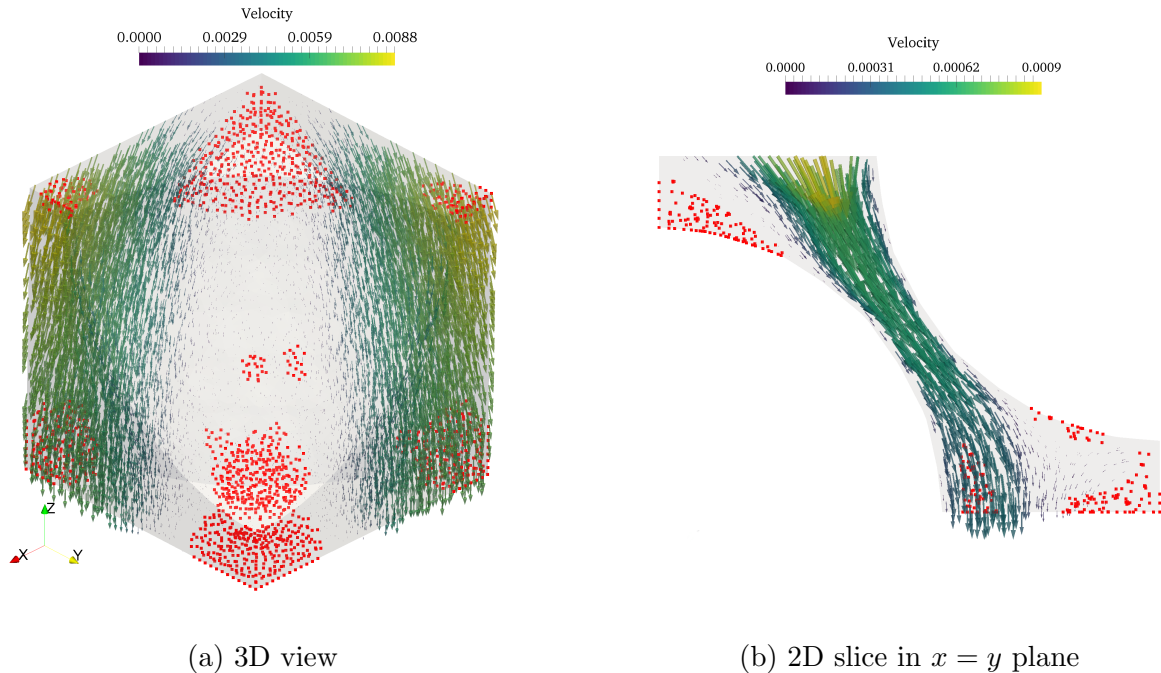 Velocity
0.0000 0.0029 0.0059 0.0088
Velocity
0.0000 0.00031 0.00062 0.0009
Z
X Y
(a) 3D view
(b) 2D slice in x = y plane